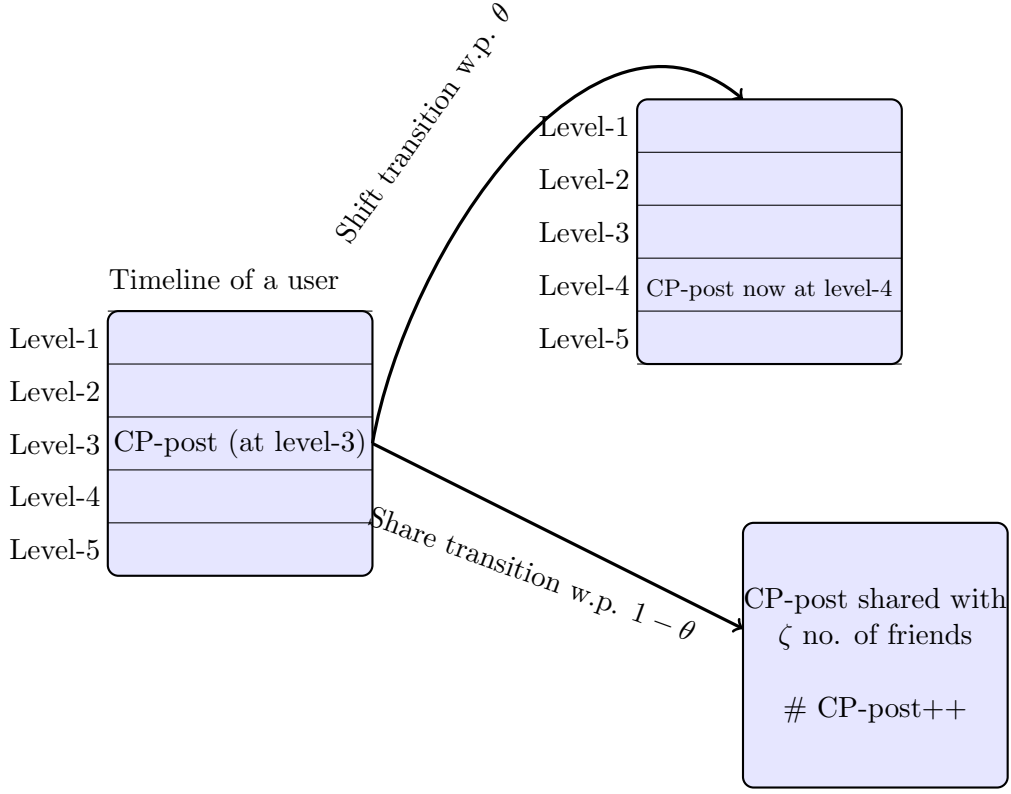 Shift transition w.p. θ
Timeline of a user
Level-1
Level-2
Level-3
CP-post (at level-3)
Level-4
Level-5
Level-1
Level-2
Level-3
Level-4
CP-post now at level-4
Level-5
Share transition w.p. 1 − θ
CP-post shared with
ζ no. of friends
# CP-post++